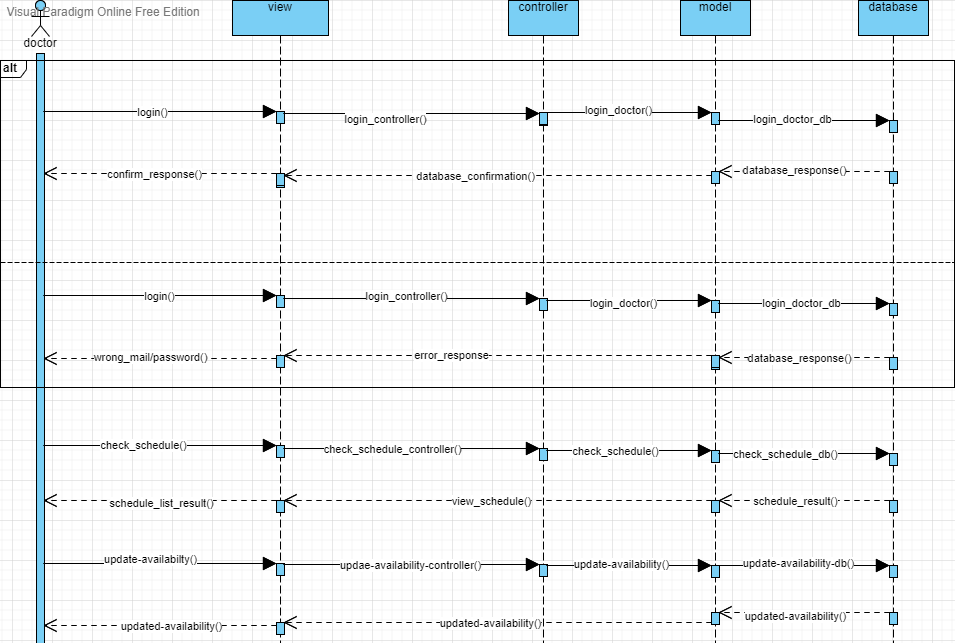 Visual Paradigm Online Free Edition
view
controller
model
database
doctor
alt
login()
login_controller()
login_doctor()
login_doctor_db
confirm_response()
database_confirmation()
database_response()
login()
login_controller()
login_doctor()
login_doctor_db
wrong_mail/password()
error_response
database_response()
check_schedule()
check_schedule_controller()
check_schedule()
check_schedule_db()
schedule_list_result()
view_schedule()
schedule_result()
update-availabilty()
updae-availability-controller()
update-availability()
update-availability-db()
updated-availability()
updated-availability()
updated-availability()